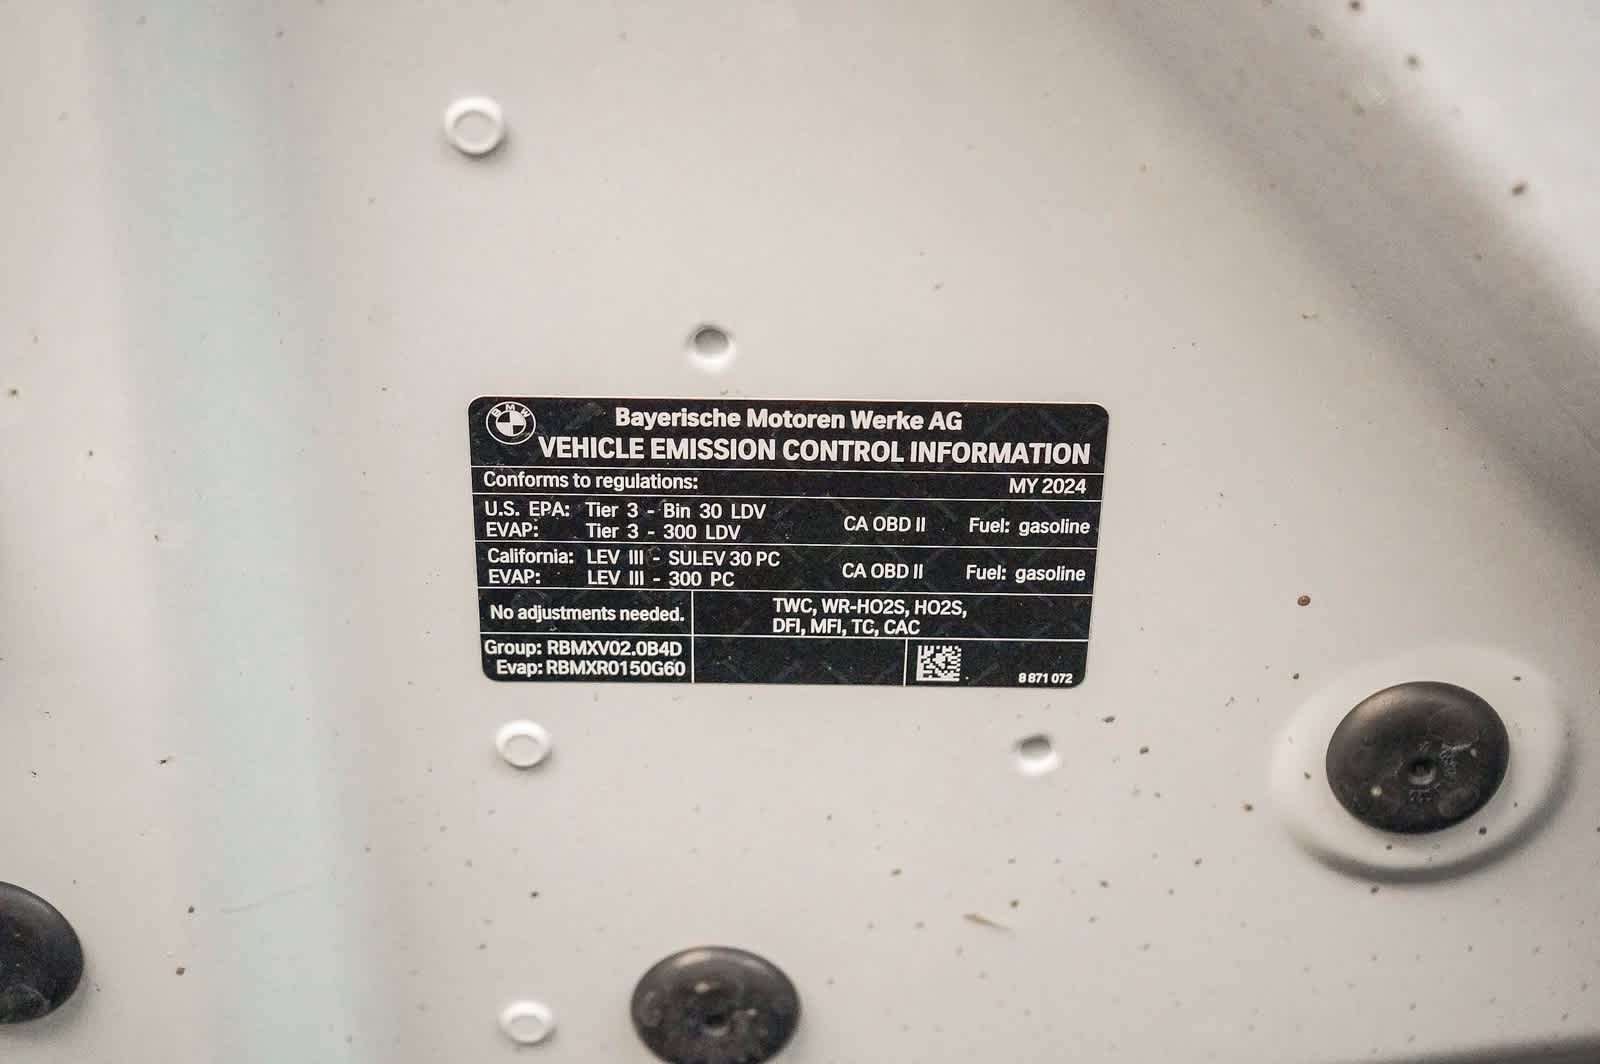 BMW
Bayerische Motoren Werke AG
VEHICLE EMISSION CONTROL INFORMATION
Conforms to regulations: MY 2024
U.S. EPA: Tier 3 - Bin 30 LDV
EVAP: Tier 3 - 300 LDV
CA OBD II Fuel: gasoline
California: LEV III - SULEV 30 PC
EVAP: LEV III - 300 PC
CA OBD II Fuel: gasoline
No adjustments needed.
TWC, WR-HO2S, HO2S,
DFI, MFI, TC, CAC
Group: RBMXV02.0B4D
Evap: RBMXR0150G60
8 871 072